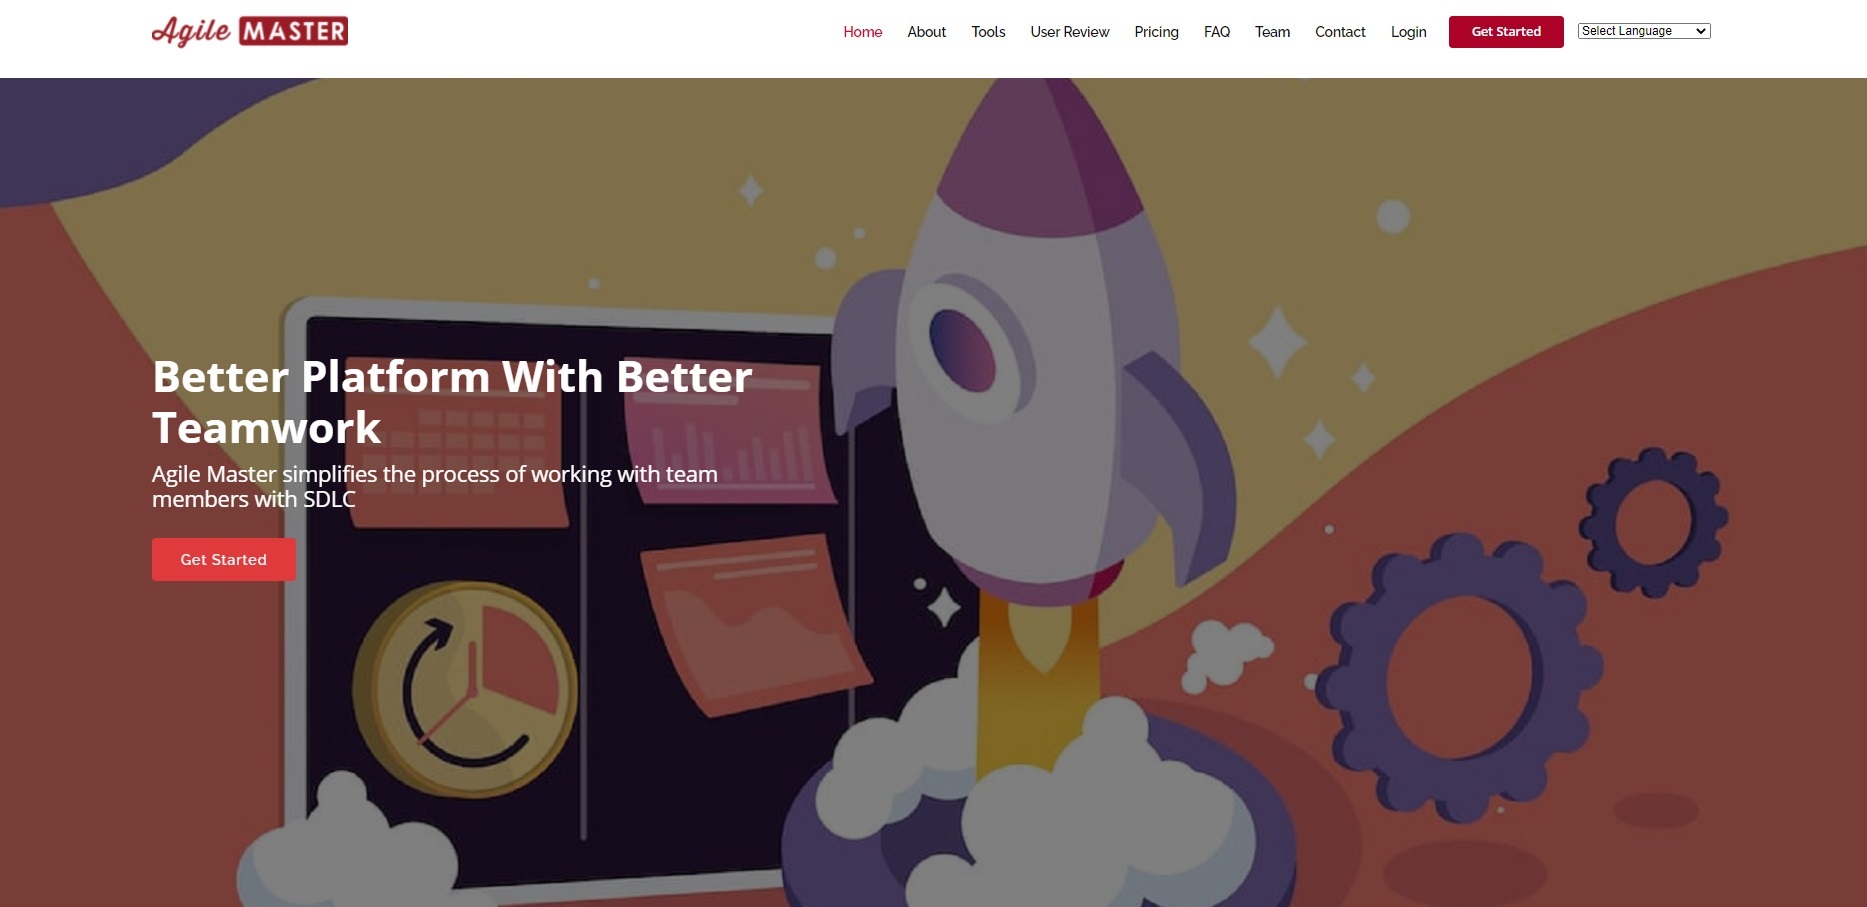 Agile MASTER
Home About Tools User Review Pricing FAQ Team Contact Login Get Started Select Language
Better Platform With Better
Teamwork
Agile Master simplifies the process of working with team
members with SDLC
Get Started